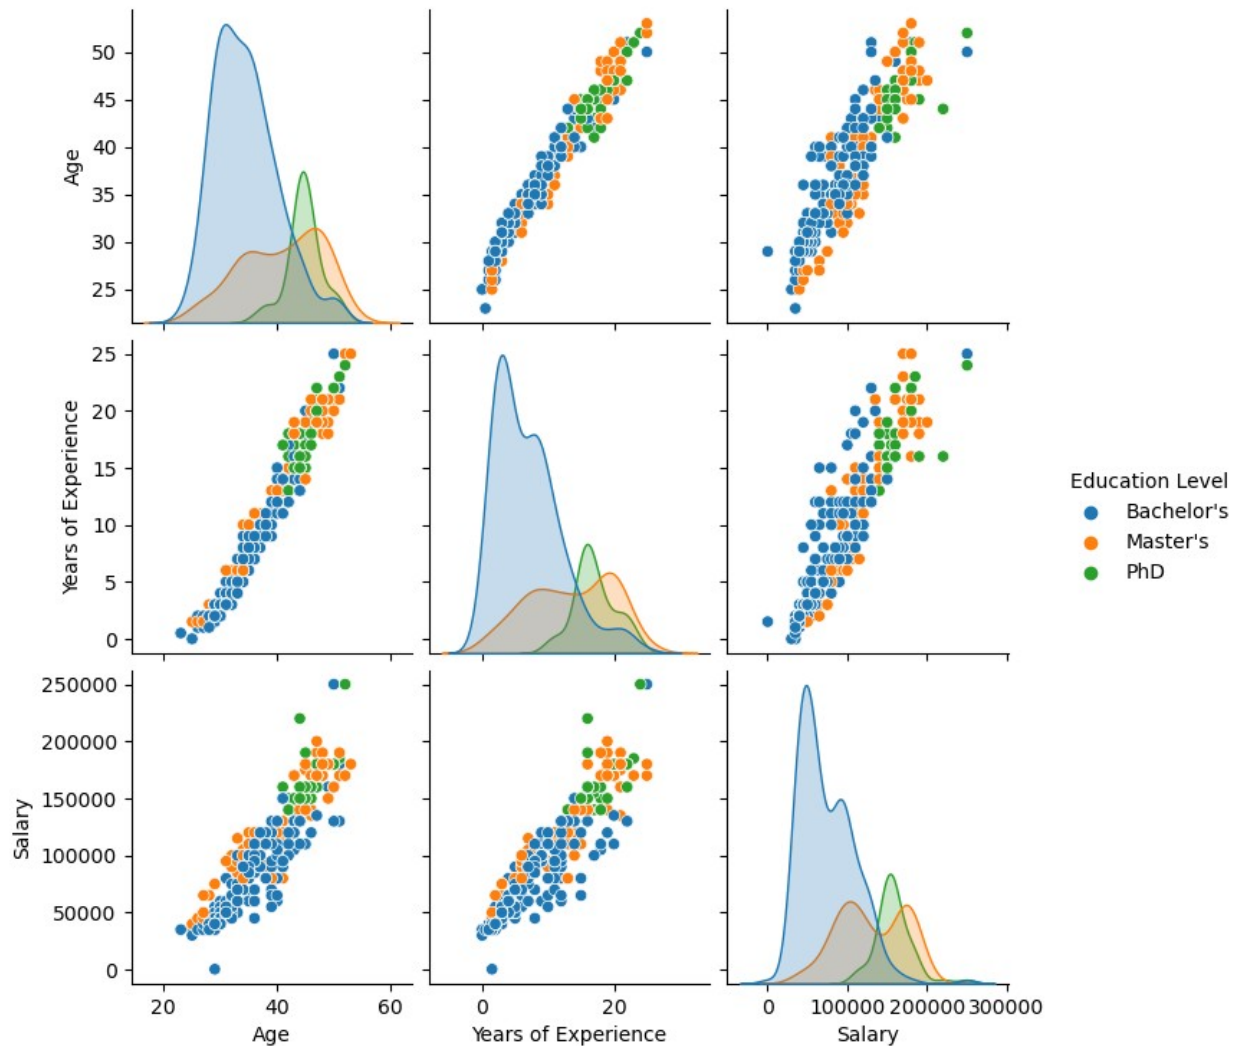 50
45
40
35
30
25
Age
25
20
15
10
5
0
Years of Experience
250000
200000
150000
100000
50000
0
Salary
20 40 60
Age
0 20
Years of Experience
0 100000 200000 300000
Salary
Education Level
Bachelor's
Master's
PhD